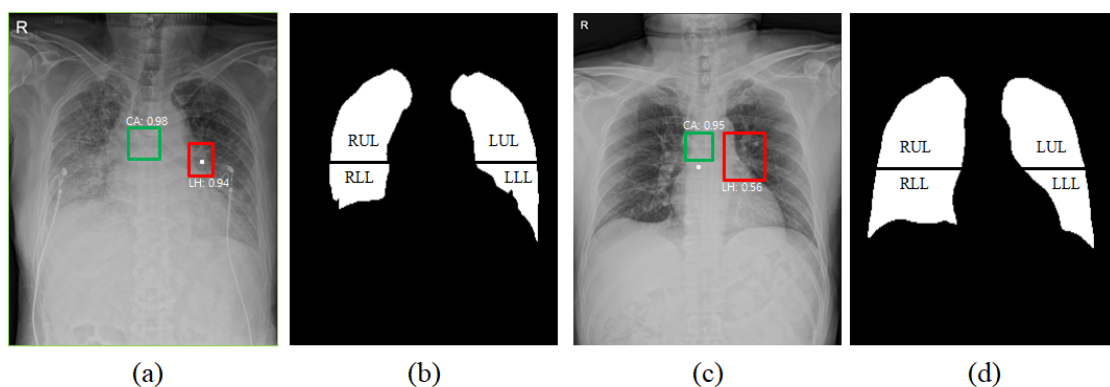 R
CA: 0.98
LH: 0.94
RUL
LUL
RLL
LLL
R
CA: 0.95
LH: 0.56
RUL
LUL
RLL
LLL
(a)
(b)
(c)
(d)